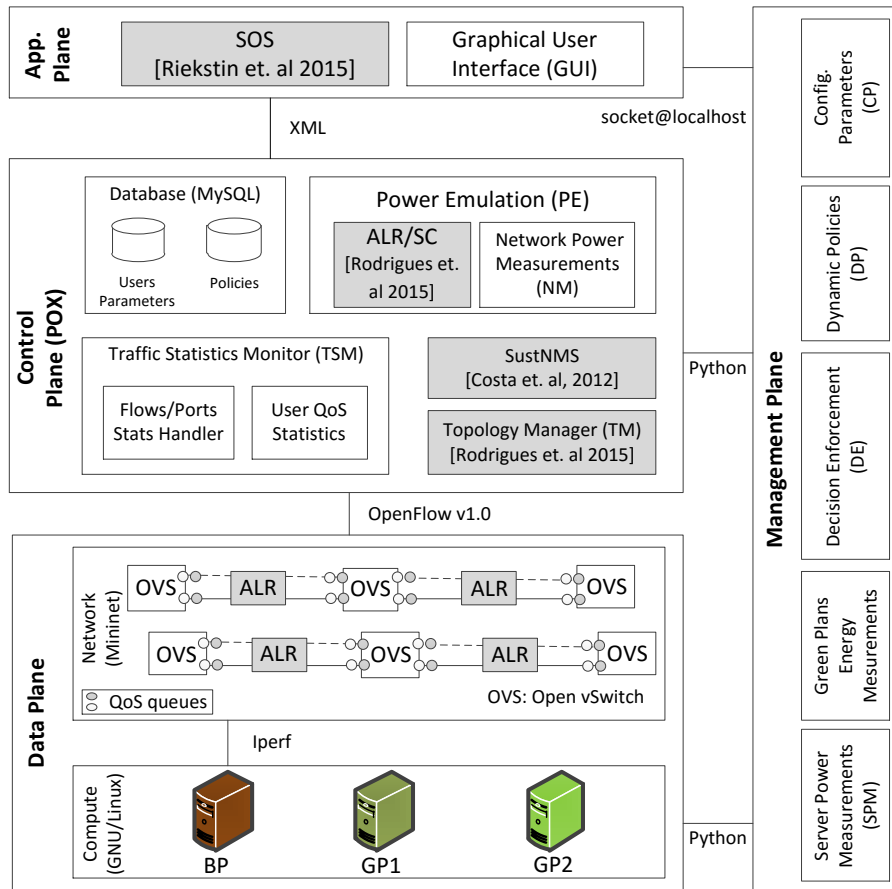 App.
Plane
SOS
[Riekstin et. al 2015]
Graphical User
Interface (GUI)
XML
socket@localhost
Control
Plane (POX)
Database (MySQL)
Users
Parameters
Policies
Power Emulation (PE)
ALR/SC
[Rodrigues et.
al 2015]
Network Power
Measurements
(NM)
Traffic Statistics Monitor (TSM)
Flows/Ports
Stats Handler
User QoS
Statistics
SustNMS
[Costa et. al, 2012]
Topology Manager (TM)
[Rodrigues et. al 2015]
Python
OpenFlow v1.0
Data Plane
Network
(Mininet)
OVS
ALR
OVS
ALR
OVS
OVS
ALR
OVS
ALR
OVS
QoS queues
OVS: Open vSwitch
Iperf
Compute
(GNU/Linux)
BP
GP1
GP2
Python
Management Plane
Config.
Parameters
(CP)
Dynamic Policies
(DP)
Decision Enforcement
(DE)
Green Plans
Energy
Mesurements
Server Power
Measurements
(SPM)